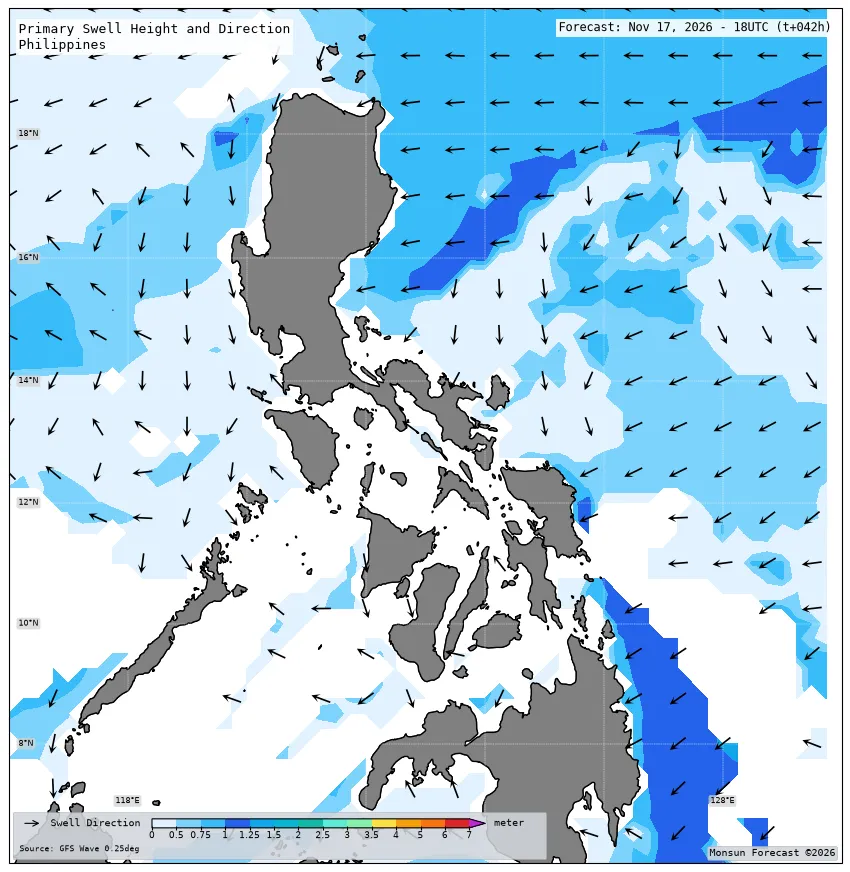 Primary Swell Height and Direction
Philippines
Forecast: Nov 17, 2026 - 18UTC (t+042h)
18°N
16°N
14°N
12°N
10°N
8°N
118°E
128°E
Swell Direction
0 0.5 0.75 1 1.25 1.5 2 2.5 3 3.5 4 5 6 7
meter
Source: GFS Wave 0.25deg
Monsun Forecast ©2026